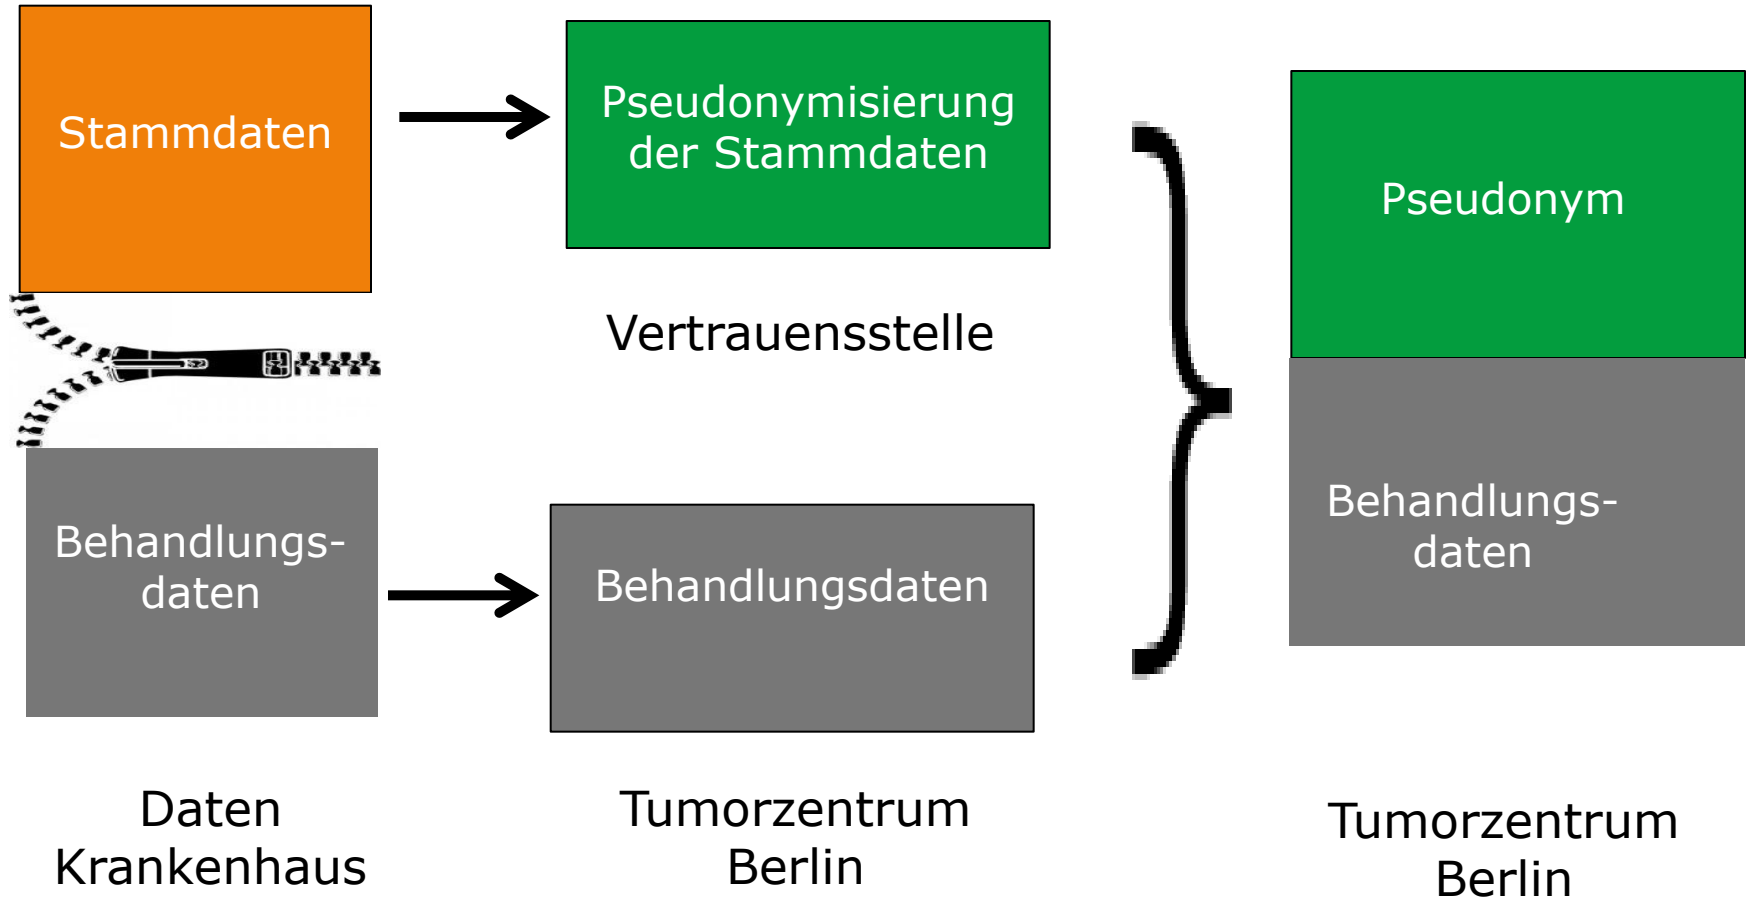 Stammdaten
Behandlungs-
daten
Daten
Krankenhaus
Pseudonymisierung
der Stammdaten
Vertrauensstelle
Behandlungsdaten
Tumorzentrum
Berlin
Pseudonym
Behandlungs-
daten
Tumorzentrum
Berlin